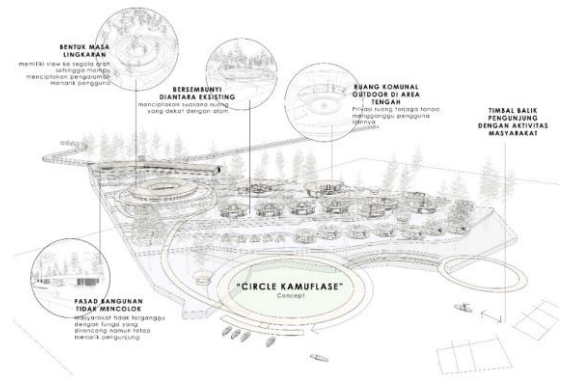 BENTUK MASA
LINGKARAN
memiliki view ke segala arah
sehingga mampu
menciptakan pengalaman
menarik pengguna
BERSEMBUNYI
DIANTARA EKSISTING
menciptakan suasana ruang
yang dekat dengan alam
RUANG KOMUNAL
OUTDOOR DI AREA
TENGAH
Privasi ruang terjaga tanpa
mengganggu pengguna
lainnya
TIMBAL BALIK
PENGUNJUNG
DENGAN AKTIVITAS
MASYARAKAT
"CIRCLE KAMUFLASE"
Concept
FASAD BANGUNAN
TIDAK MENCOLOK
masyarakat tidak terganggu
dengan fungsi yang
dirancang namun tetap
menarik pengunjung